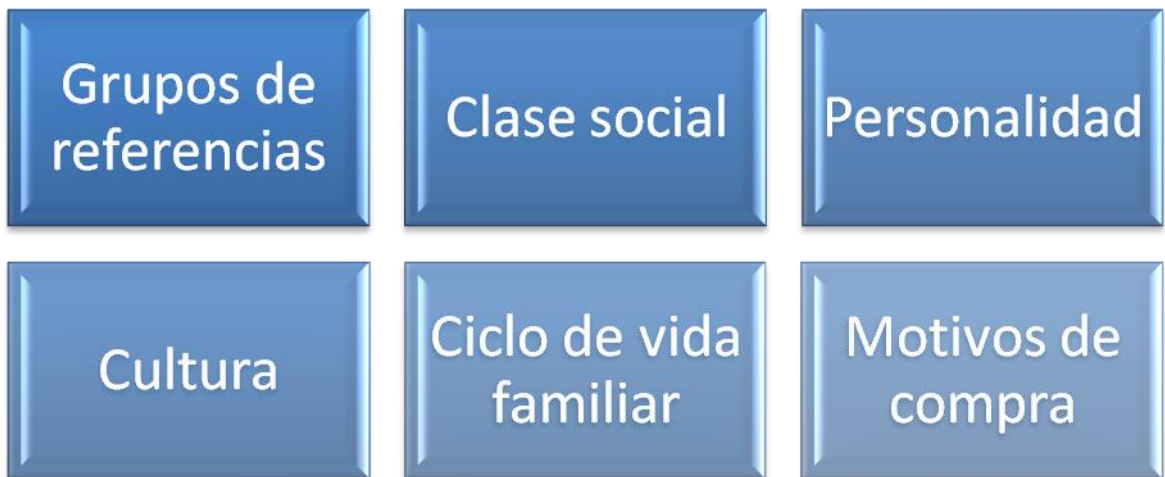 Grupos de
referencias
Clase social
Personalidad
Cultura
Ciclo de vida
familiar
Motivos de
compra